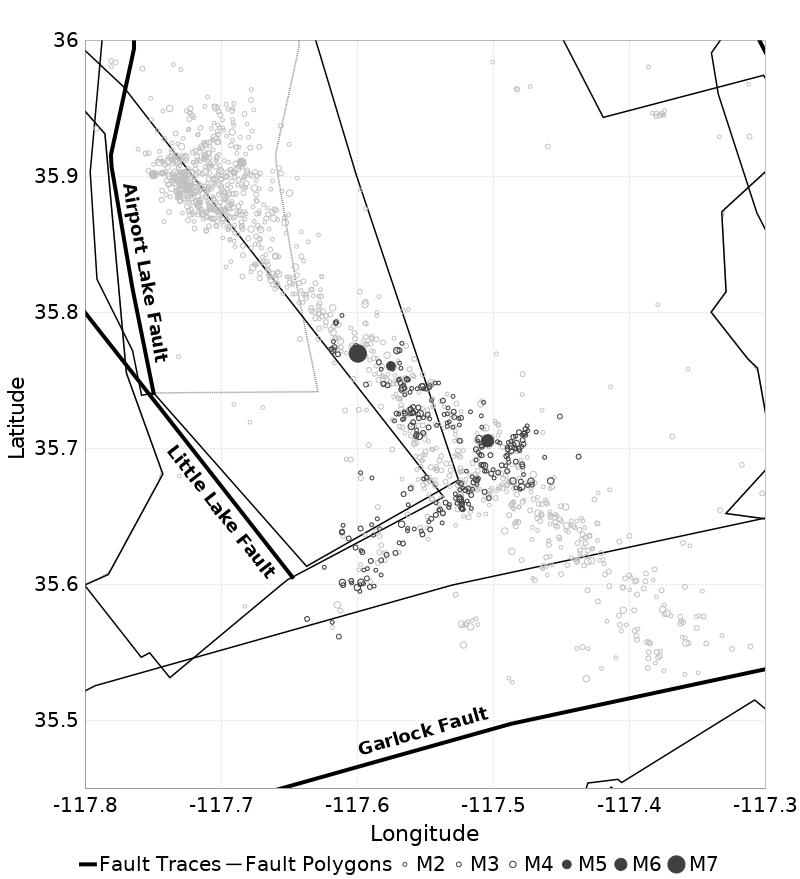 36
35.9
35.8
35.7
35.6
35.5
Latitude
Airport Lake Fault
Little Lake Fault
Garlock Fault
-117.8 -117.7 -117.6 -117.5 -117.4 -117.3
Longitude
Fault Traces Fault Polygons M2 M3 M4 M5 M6 M7